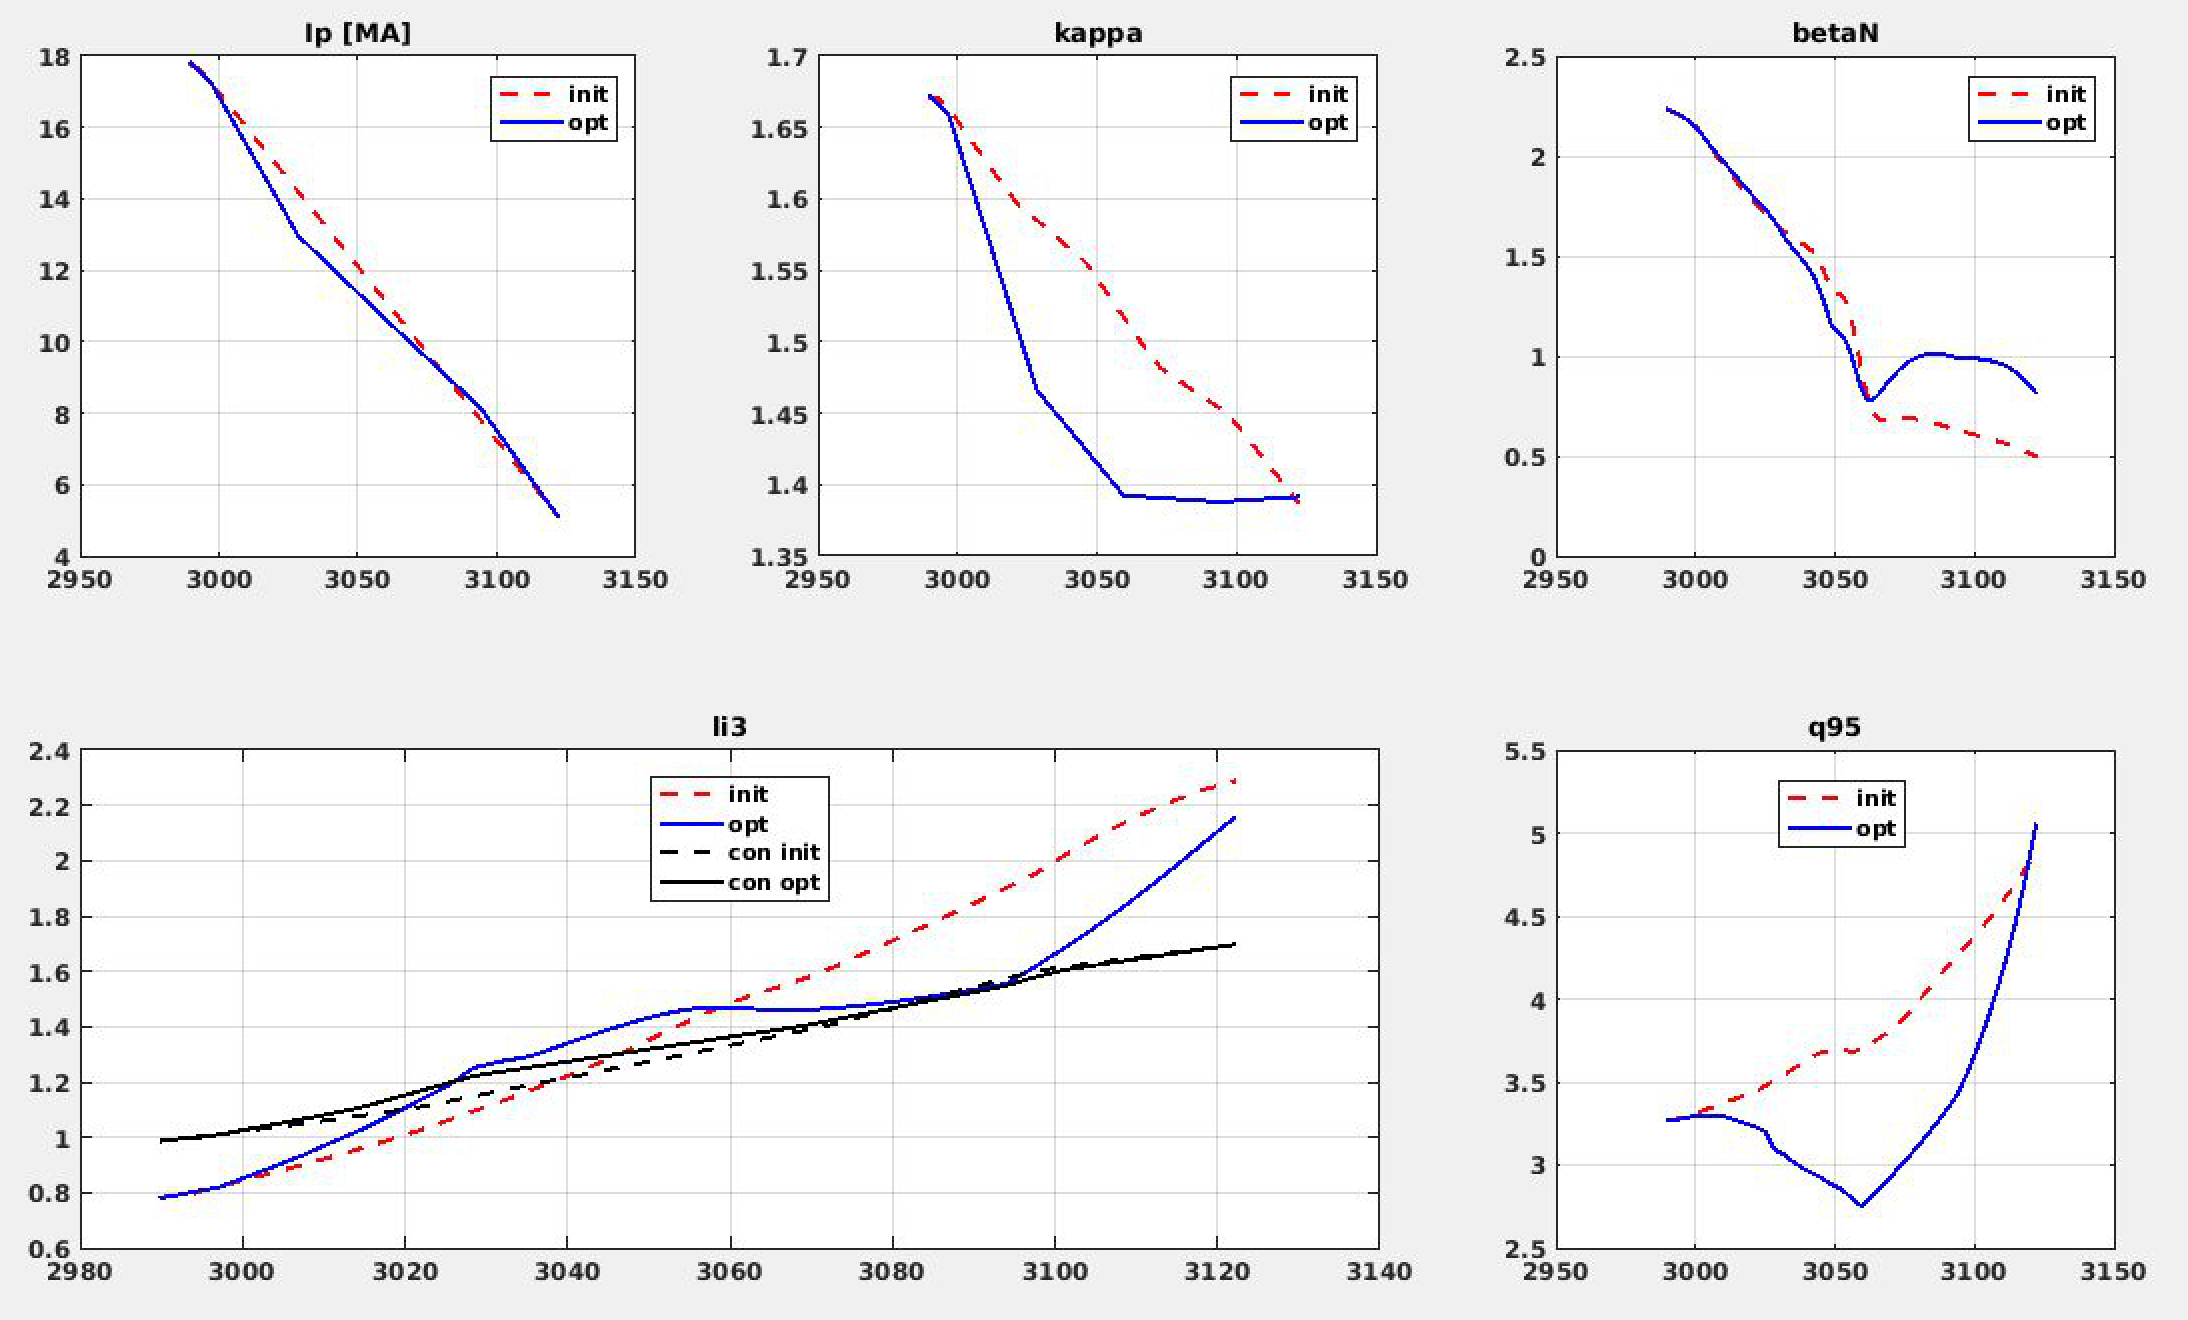 Ip [MA]
18
16
14
12
10
8
6
4
2950 3000 3050 3100 3150
init
opt
kappa
1.7
1.65
1.6
1.55
1.5
1.45
1.4
1.35
2950 3000 3050 3100 3150
init
opt
betaN
2.5
2
1.5
1
0.5
0
2950 3000 3050 3100 3150
init
opt
li3
2.4
2.2
2
1.8
1.6
1.4
1.2
1
0.8
0.6
2980 3000 3020 3040 3060 3080 3100 3120 3140
init
opt
con init
con opt
q95
5.5
5
4.5
4
3.5
3
2.5
2950 3000 3050 3100 3150
init
opt